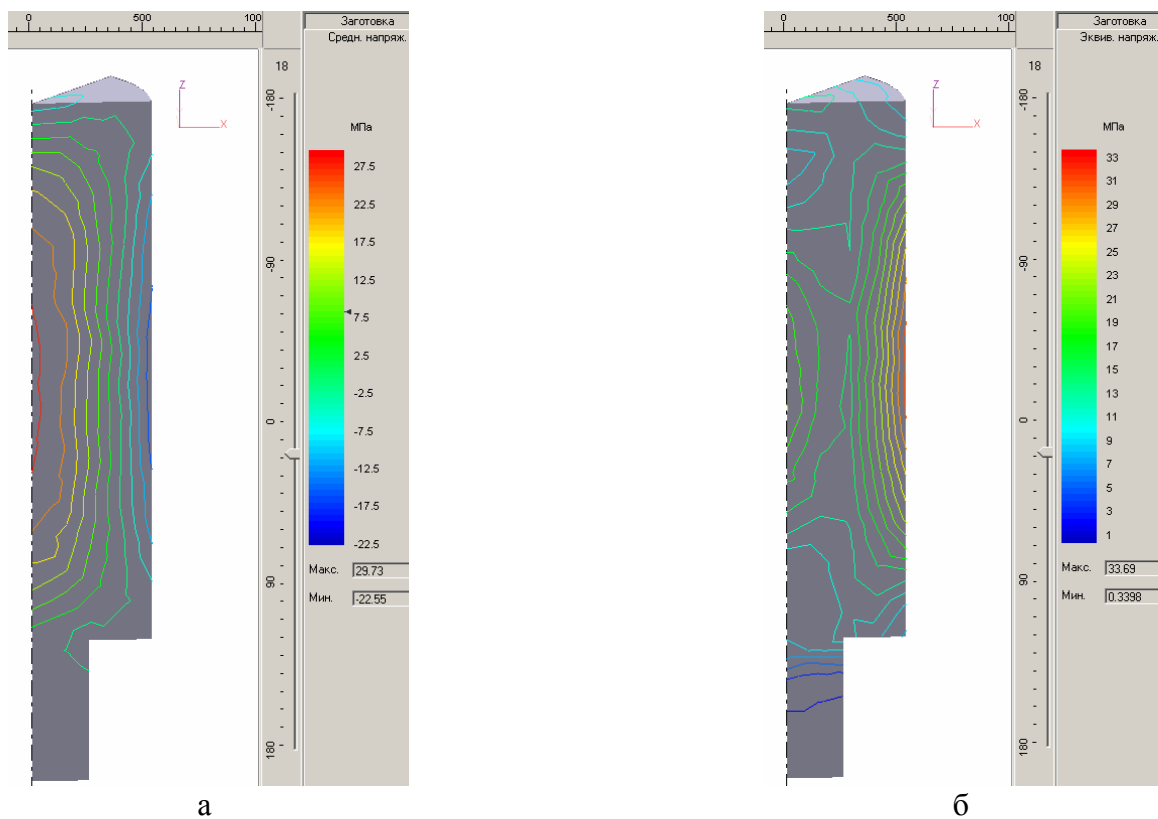 0 500 100
Заготовка
Средн. напряж.
18
Z
X
-180
-90
0
90
180
МПа
27.5
22.5
17.5
7.5
2.5
-2.5
-7.5
-12.5
-17.5
-22.5
Макс. 29.73
Мин. -22.55
а
0 500 100
Заготовка
Эквив. напряж.
18
Z
X
-180
-90
0
90
180
МПа
33
31
29
27
25
23
21
19
17
15
13
11
9
7
5
3
1
Макс. 33.69
Мин. 0.3398
б